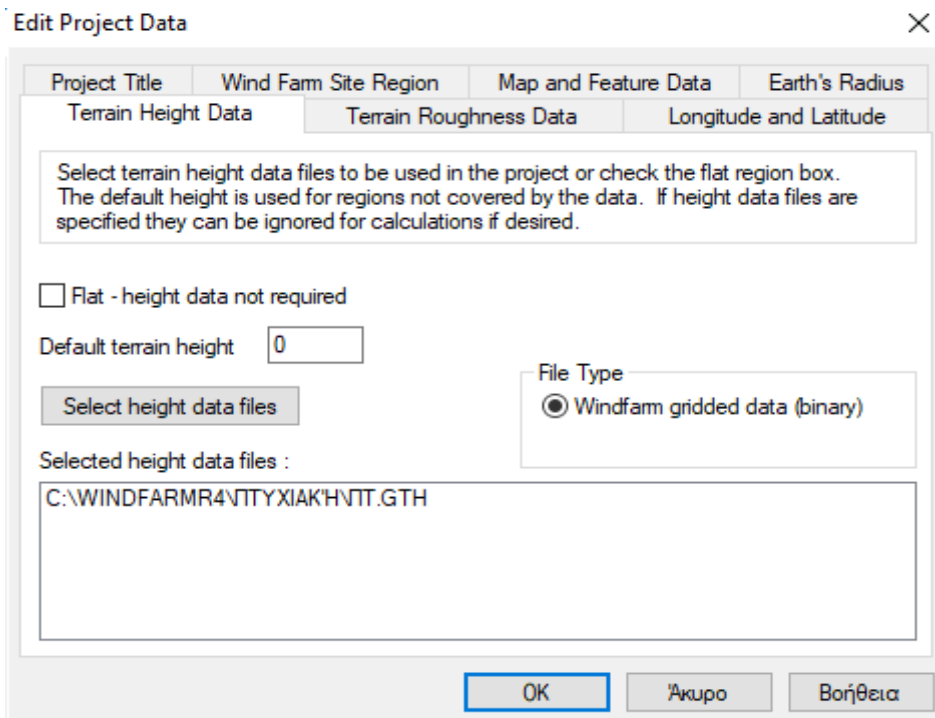 Edit Project Data
Project Title
Wind Farm Site Region
Map and Feature Data
Earth's Radius
Terrain Height Data
Terrain Roughness Data
Longitude and Latitude
Select terrain height data files to be used in the project or check the flat region box.
The default height is used for regions not covered by the data. If height data files are
specified they can be ignored for calculations if desired.
Flat - height data not required
Default terrain height 0
File Type
Select height data files
Windfarm gridded data (binary)
Selected height data files :
C:\WINDFARMR4\ΠΤΥΧΙΑΚΉ\ΠΤ.GTH
OK
Άκυρο
Βοήθεια